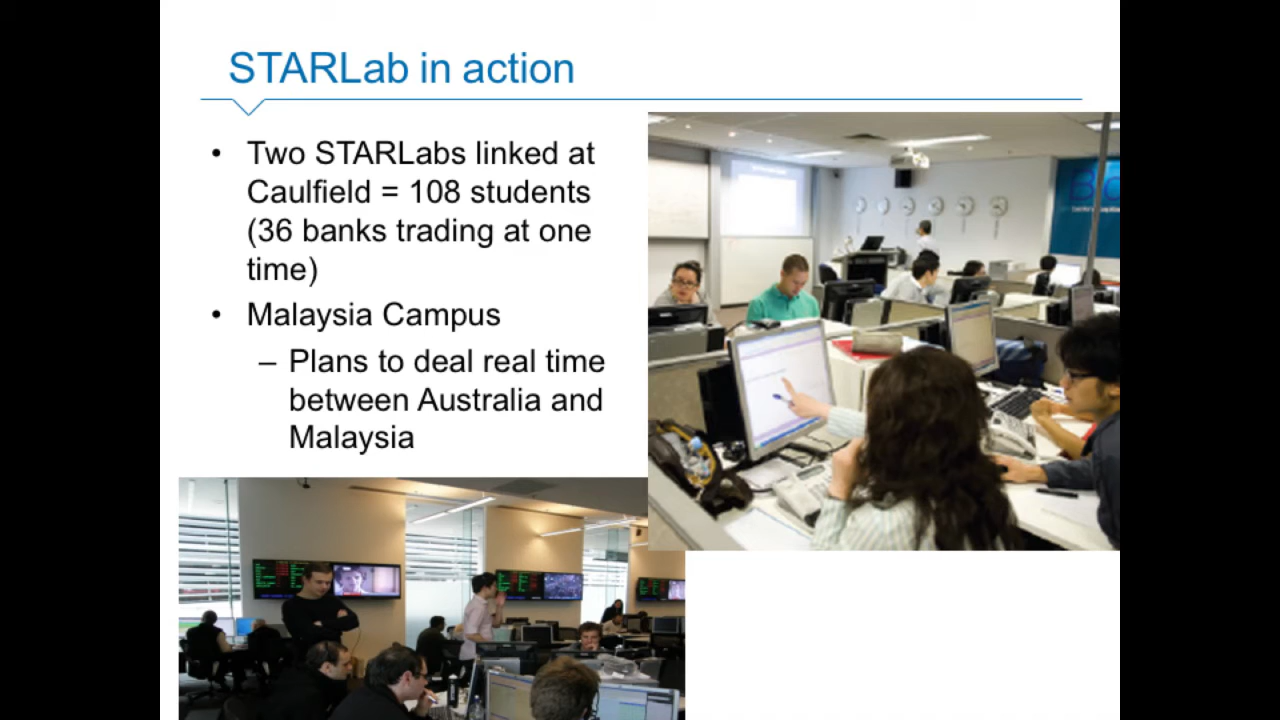 STARLab in action
• Two STARLabs linked at
Caulfield = 108 students
(36 banks trading at one
time)
• Malaysia Campus
– Plans to deal real time
between Australia and
Malaysia